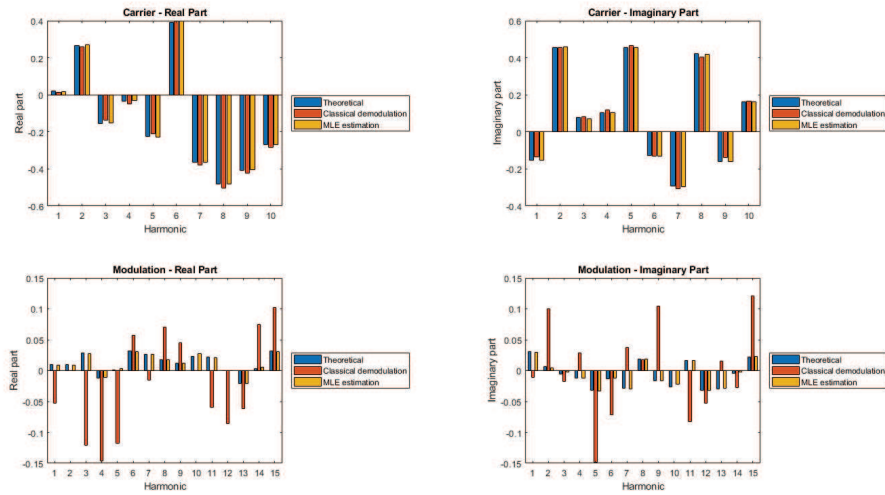 Carrier - Real Part
0.4
0.2
0
-0.2
-0.4
-0.6
Real part
1 2 3 4 5 6 7 8 9 10
Harmonic
Theoretical
Classical demodulation
MLE estimation
Carrier - Imaginary Part
0.6
0.4
0.2
0
-0.2
-0.4
Imaginary part
1 2 3 4 5 6 7 8 9 10
Harmonic
Theoretical
Classical demodulation
MLE estimation
Modulation - Real Part
0.15
0.1
0.05
0
-0.05
-0.1
-0.15
Real part
1 2 3 4 5 6 7 8 9 10 11 12 13 14 15
Harmonic
Theoretical
Classical demodulation
MLE estimation
Modulation - Imaginary Part
0.15
0.1
0.05
0
-0.05
-0.1
-0.15
Imaginary part
1 2 3 4 5 6 7 8 9 10 11 12 13 14 15
Harmonic
Theoretical
Classical demodulation
MLE estimation